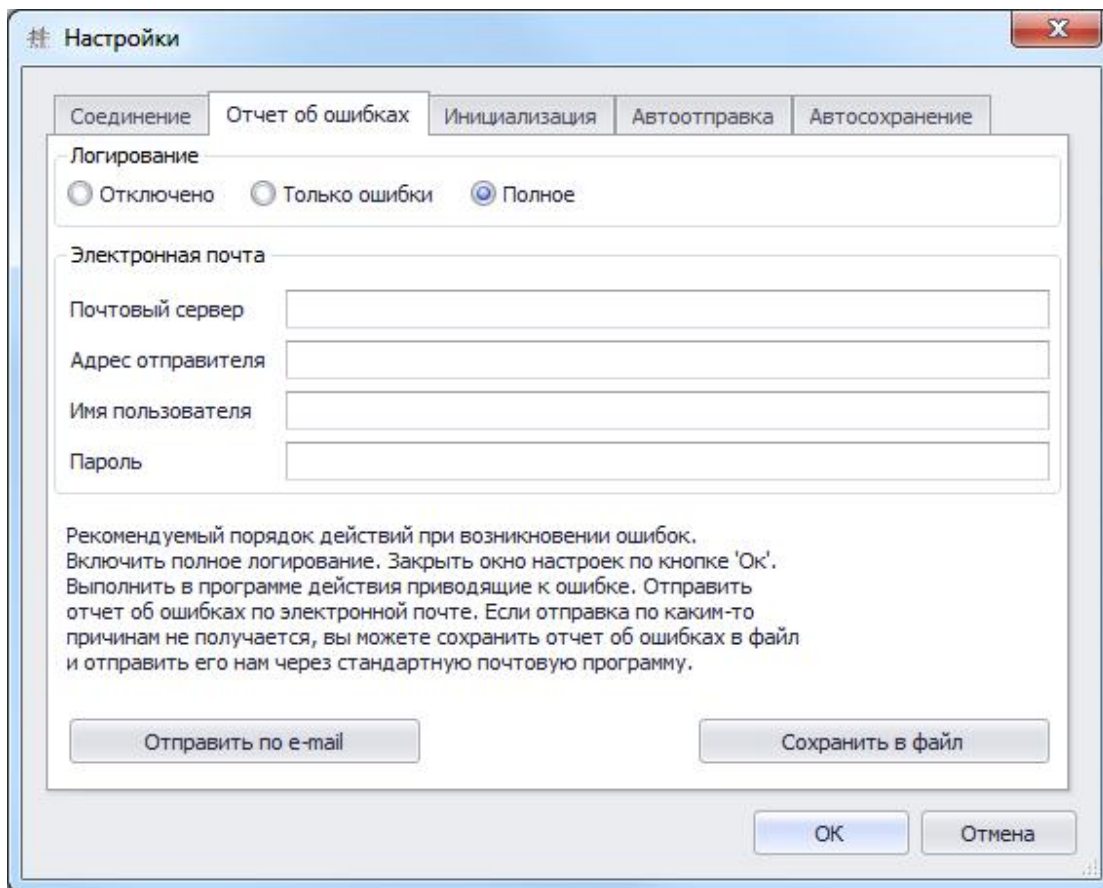 Настройки
Соединение Отчет об ошибках Инициализация Автоотправка Автосохранение
Логирование
Отключено Только ошибки Полное
Электронная почта
Почтовый сервер
Адрес отправителя
Имя пользователя
Пароль
Рекомендуемый порядок действий при возникновении ошибок.
Включить полное логирование. Закрыть окно настроек по кнопке 'Ок'.
Выполнить в программе действия приводящие к ошибке. Отправить
отчет об ошибках по электронной почте. Если отправка по каким-то
причинам не получается, вы можете сохранить отчет об ошибках в файл
и отправить его нам через стандартную почтовую программу.
Отправить по e-mail Сохранить в файл
ОК Отмена